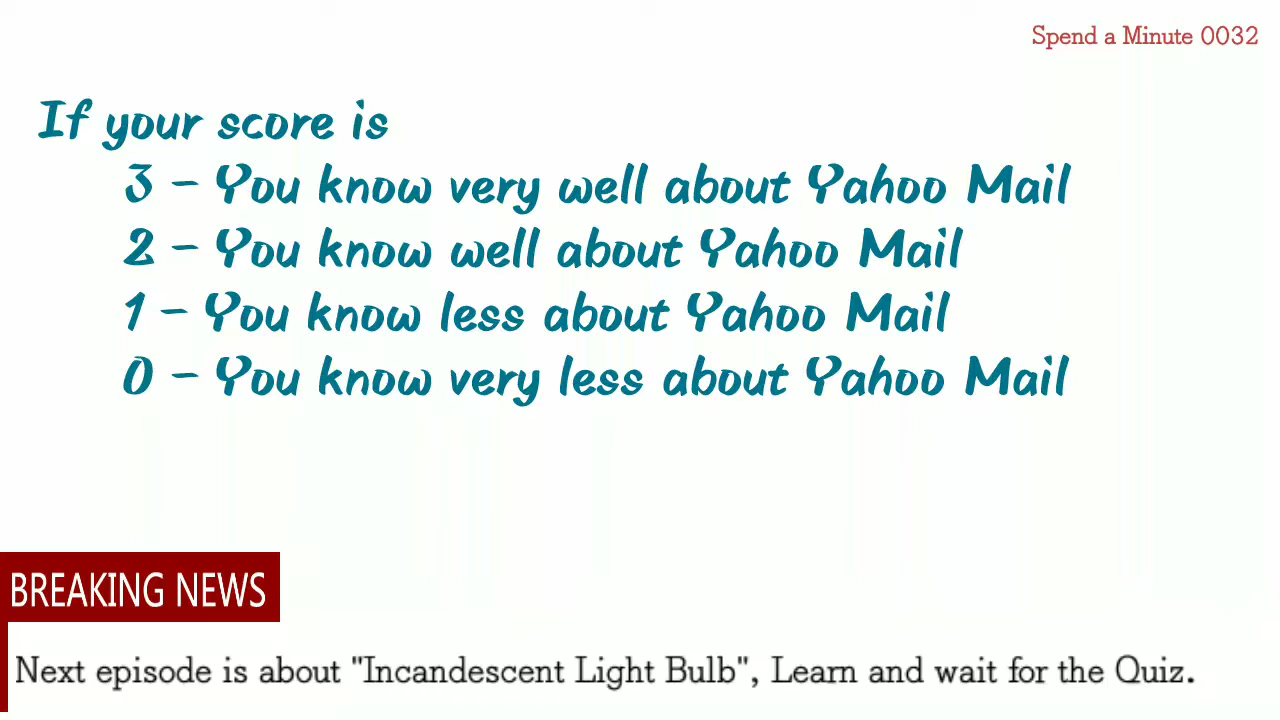 Spend a Minute 0032
If your score is
3 - You know very well about Yahoo Mail
2 - You know well about Yahoo Mail
1 - You know less about Yahoo Mail
0 - You know very less about Yahoo Mail
BREAKING NEWS
Next episode is about "Incandescent Light Bulb", Learn and wait for the Quiz.